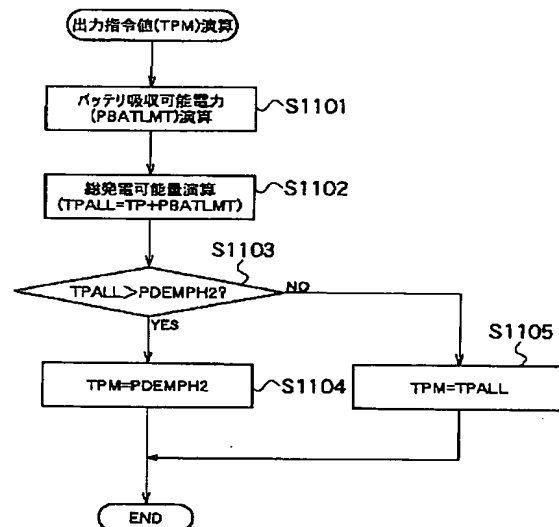 出力指令値(TPM)演算
バッテリ吸収可能電力
(PBATLMT)演算
S1101
総発電可能量演算
(TPALL=TP+PBATLMT)
S1102
S1103
TPALL>PDEMPH2?
NO
YES
S1105
TPM=PDEMPH2
S1104
TPM=TPALL
END